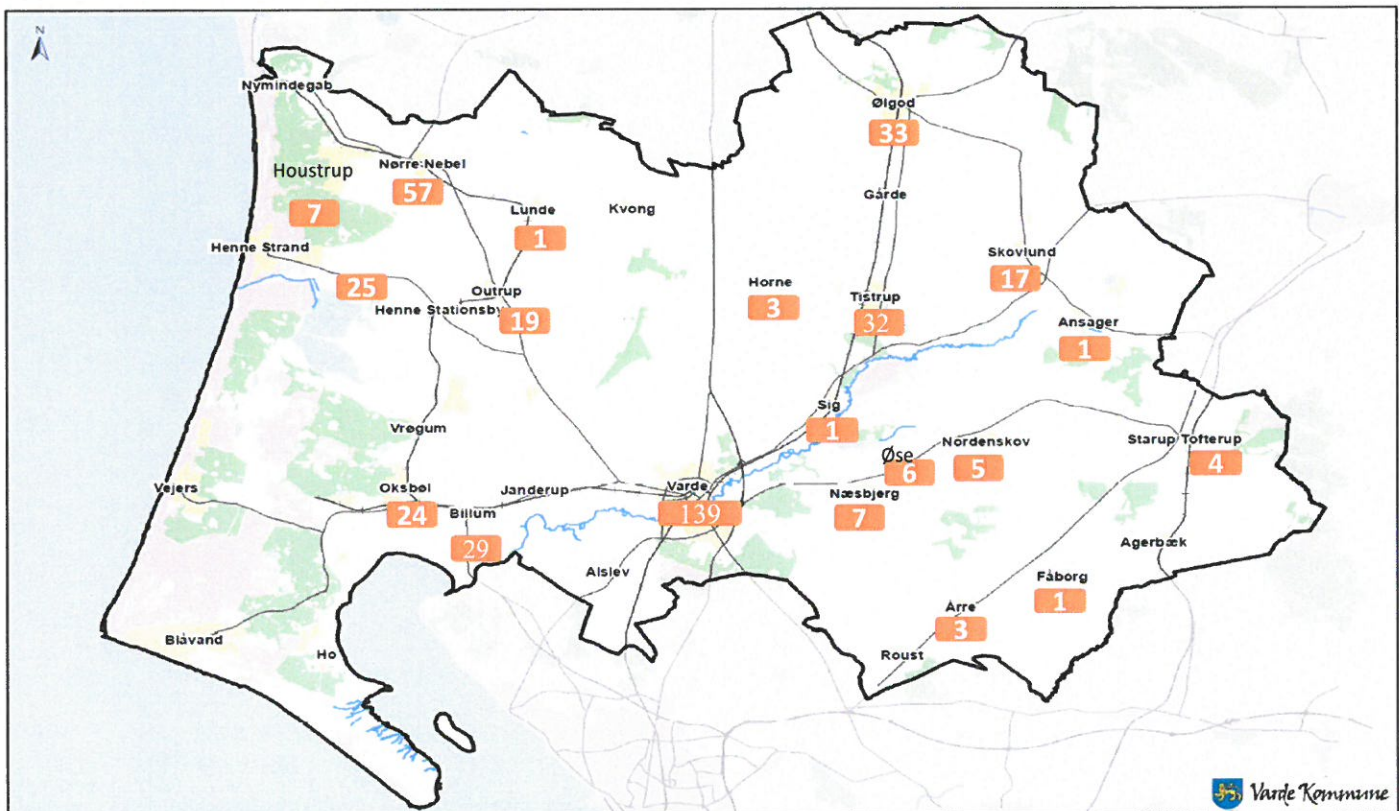 N
Nymindegab
Ølgod
33
Nørre Nebel
57
Houstrup
7
Gårde
Lunde
1
Kvong
Henne Strand
25
Skovlund
17
Horne
3
Tistrup
32
Outrup
Henne Stationsby
19
Ansager
1
Sig
1
Vrøgum
Nordenskov
5
Starup Tofterup
4
Øse
6
Vejers
Oksbøl
24
Janderup
Varde
139
Næsbjerg
7
Billum
29
Agerbæk
Alslev
Fåborg
1
Årre
3
Blåvand
Ho
Roust
Varde Kommune